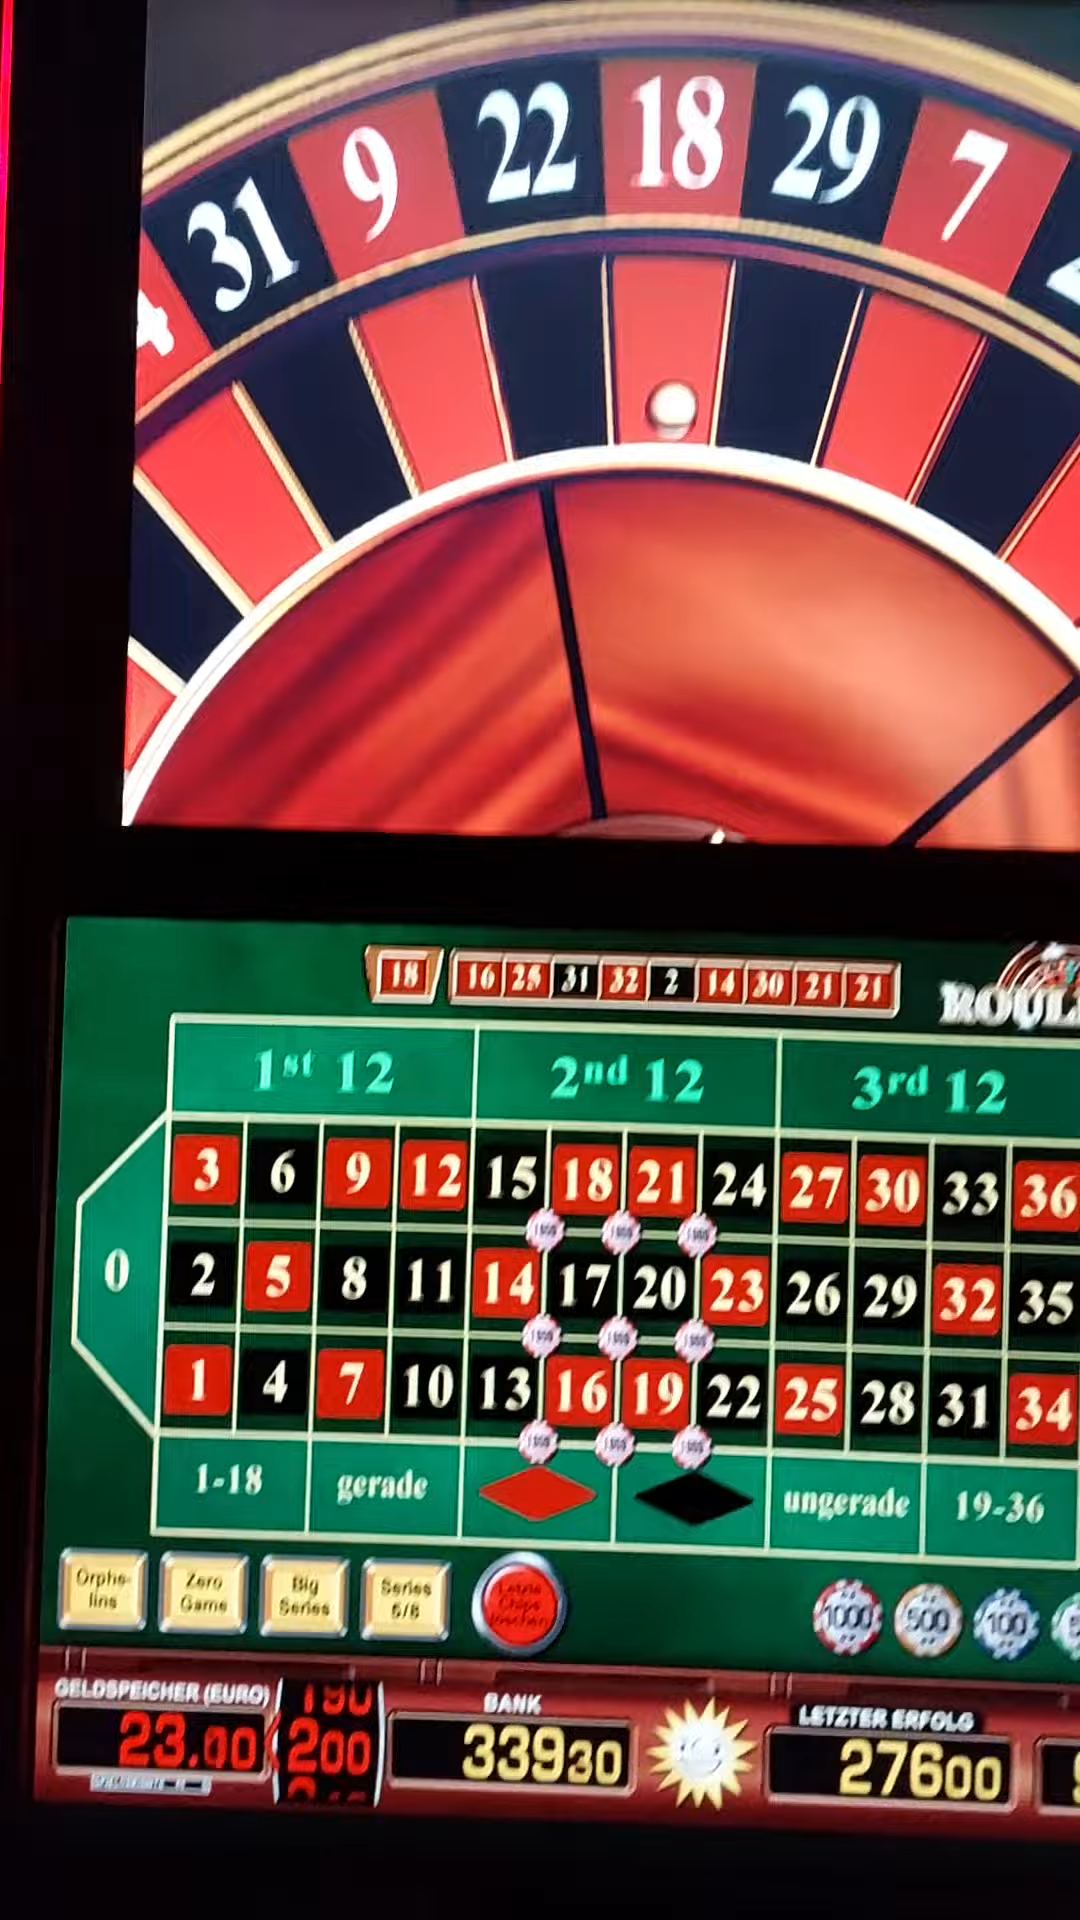 31 9 22 18 29 7
18 16 25 31 32 2 14 30 21 21
1st 12 2nd 12 3rd 12
3 6 9 12 15 18 21 24 27 30 33 36
0 2 5 8 11 14 17 20 23 26 29 32 35
1 4 7 10 13 16 19 22 25 28 31 34
1-18 gerade ungerade 19-36
Orphe-
lins
Zero
Game
Big
Series
Series
5/8
Letzte
Chips
löschen
1000 500 100
GELDSPEICHER (EURO) BANK LETZTER ERFOLG
190
23.00 200 33930 27600